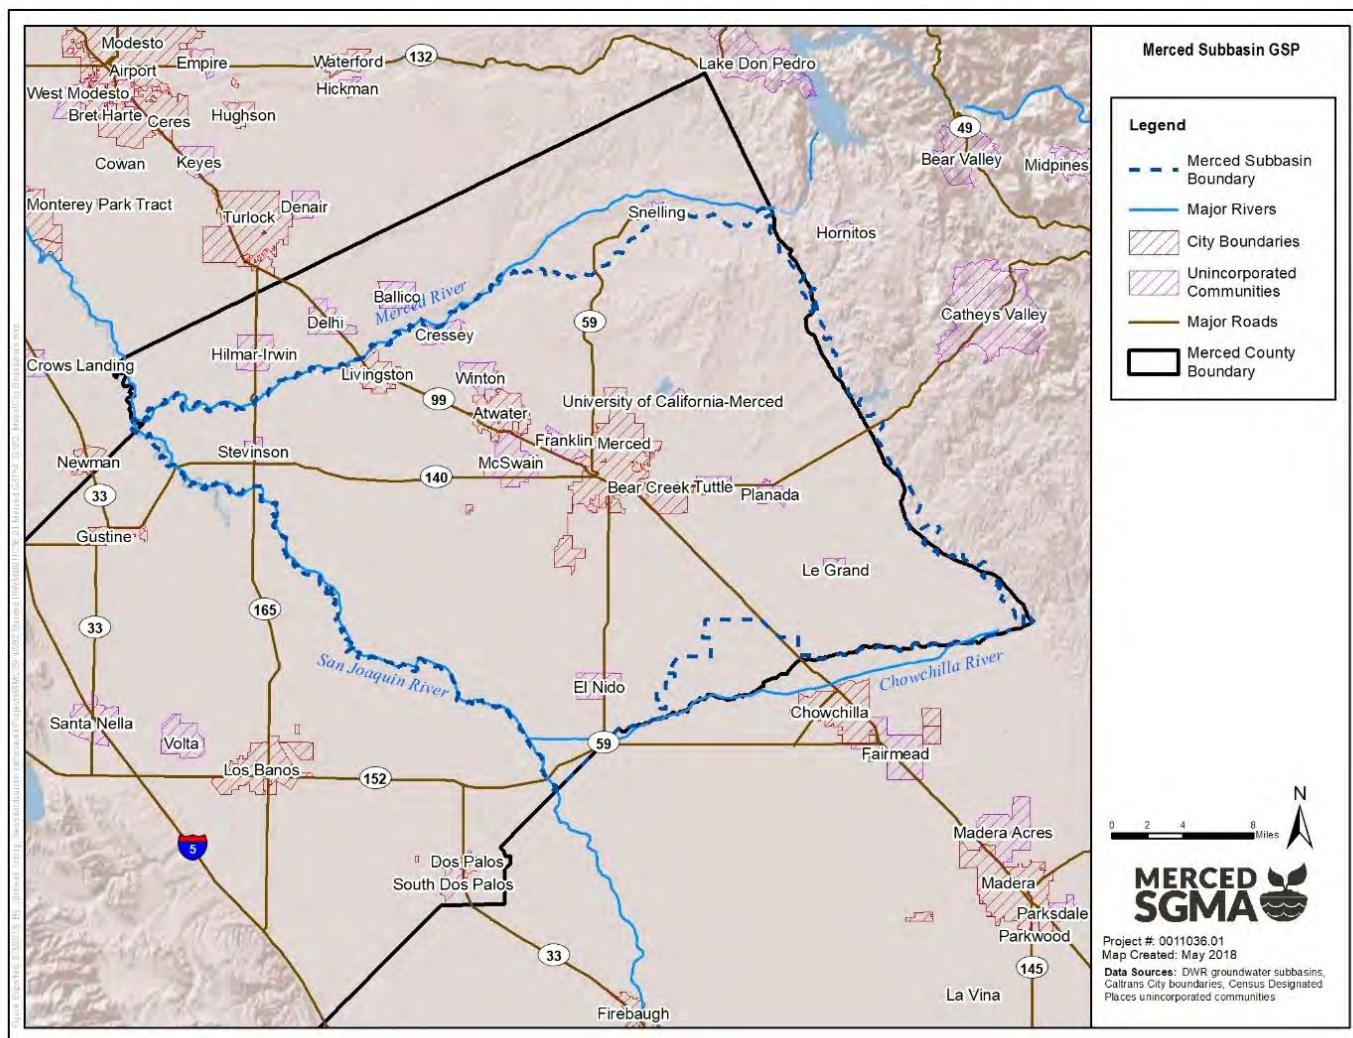 Modesto
Empire
Airport
Waterford
132
Lake Don Pedro
Hickman
West Modesto
Bret Harte
Ceres
Hughson
49
Cowan
Keyes
Bear Valley
Midpines
Monterey Park Tract
Turlock
Denair
Snelling
Hornitos
Ballico
Merced River
Delhi
Cressey
59
Catheys Valley
Crows Landing
Hilmar-Irwin
Livingston
Winton
99
University of California-Merced
Atwater
Franklin
Merced
Newman
Stevinson
McSwain
33
140
Bear Creek
Tuttle
Planada
Gustine
Le Grand
165
33
San Joaquin River
El Nido
Chowchilla River
Santa Nella
Chowchilla
Volta
59
Fairmead
Los Banos
152
5
Dos Palos
South Dos Palos
Madera Acres
Madera
Parksdale
Parkwood
33
145
La Vina
Firebaugh
Merced Subbasin GSP
Legend
Merced Subbasin
Boundary
Major Rivers
City Boundaries
Unincorporated
Communities
Major Roads
Merced County
Boundary
N
0 2 4 8
Miles
MERCED
SGMA
Project #: 0011036.01
Map Created: May 2018
Data Sources: DWR groundwater subbasins,
Caltrans City boundaries, Census Designated
Places unincorporated communities